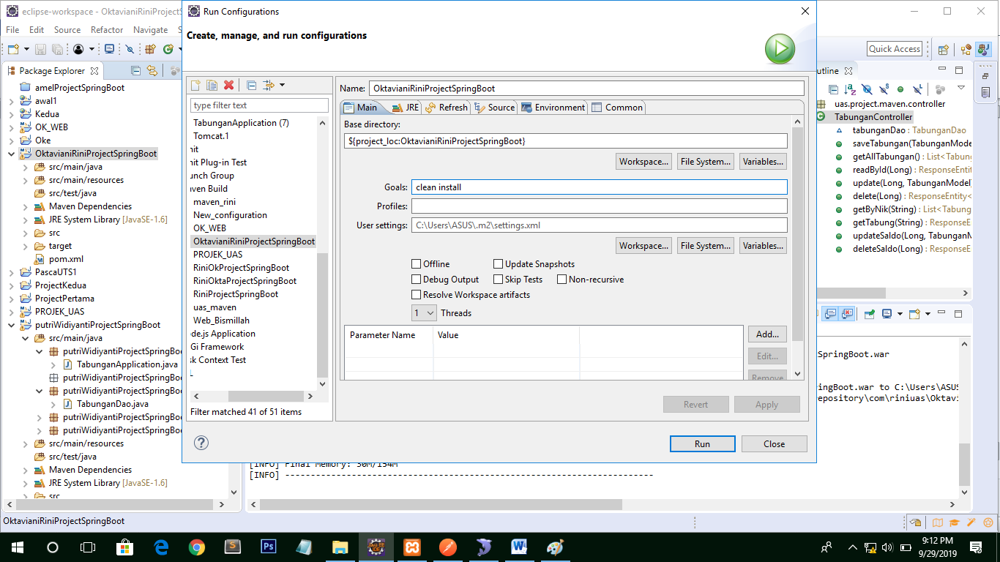 eclipse-workspace - OktavianiRiniProjectS
File Edit Source Refactor Navigate S
Quick Access
Package Explorer
amelProjectSpringBoot
awal1
Kedua
OK_WEB
Oke
OktavianiRiniProjectSpringBoot
src/main/java
src/main/resources
src/test/java
Maven Dependencies
JRE System Library [JavaSE-1.6]
src
target
pom.xml
PascaUTS1
ProjectKedua
ProjectPertama
PROJEK_UAS
putriWidiyantiProjectSpringBoot
src/main/java
putriWidiyantiProjectSpringBo
TabunganApplication.java
putriWidiyantiProjectSpringBo
putriWidiyantiProjectSpringBo
TabunganDao.java
putriWidiyantiProjectSpringBo
putriWidiyantiProjectSpringBo
src/main/resources
src/test/java
Maven Dependencies
JRE System Library [JavaSE-1.6]
src
Run Configurations
Create, manage, and run configurations
type filter text
TabunganApplication (7)
Tomcat.1
nit
nit Plug-in Test
unch Group
ven Build
maven_rini
New_configuration
OK_WEB
OktavianiRiniProjectSpringBoot
PROJEK_UAS
RiniOkProjectSpringBoot
RiniOktaProjectSpringBoot
RiniProjectSpringBoot
uas_maven
Web_Bismillah
de.js Application
Gi Framework
sk Context Test
Filter matched 41 of 51 items
Name: OktavianiRiniProjectSpringBoot
Main JRE Refresh Source Environment Common
Base directory:
${project_loc:OktavianiRiniProjectSpringBoot}
Workspace... File System... Variables...
Goals: clean install
Profiles:
User settings: C:\Users\ASUS\.m2\settings.xml
Workspace... File System... Variables...
Offline Update Snapshots
Debug Output Skip Tests Non-recursive
Resolve Workspace artifacts
1 Threads
Parameter Name Value
Add...
Edit...
Remove
Revert Apply
Run Close
utline
uas.project.maven.controller
TabunganController
tabunganDao : TabunganDao
saveTabungan(TabunganMode
getAllTabungan() : List<Tabung
readById(Long) : ResponseEntit
update(Long, TabunganModel)
delete(Long) : ResponseEntity<
getByNik(String) : List<Tabung
getTabung(String) : ResponseE
updateSaldo(Long, TabunganM
deleteSaldo(Long) : ResponseE
SpringBoot.war
ingBoot.war to C:\Users\ASUS
epository\com\riniuas\Oktavi
[INFO] Final Memory: 30M/154M
[INFO] ------------------------------------------------------------------------
OktavianiRiniProjectSpringBoot
9:12 PM
9/29/2019